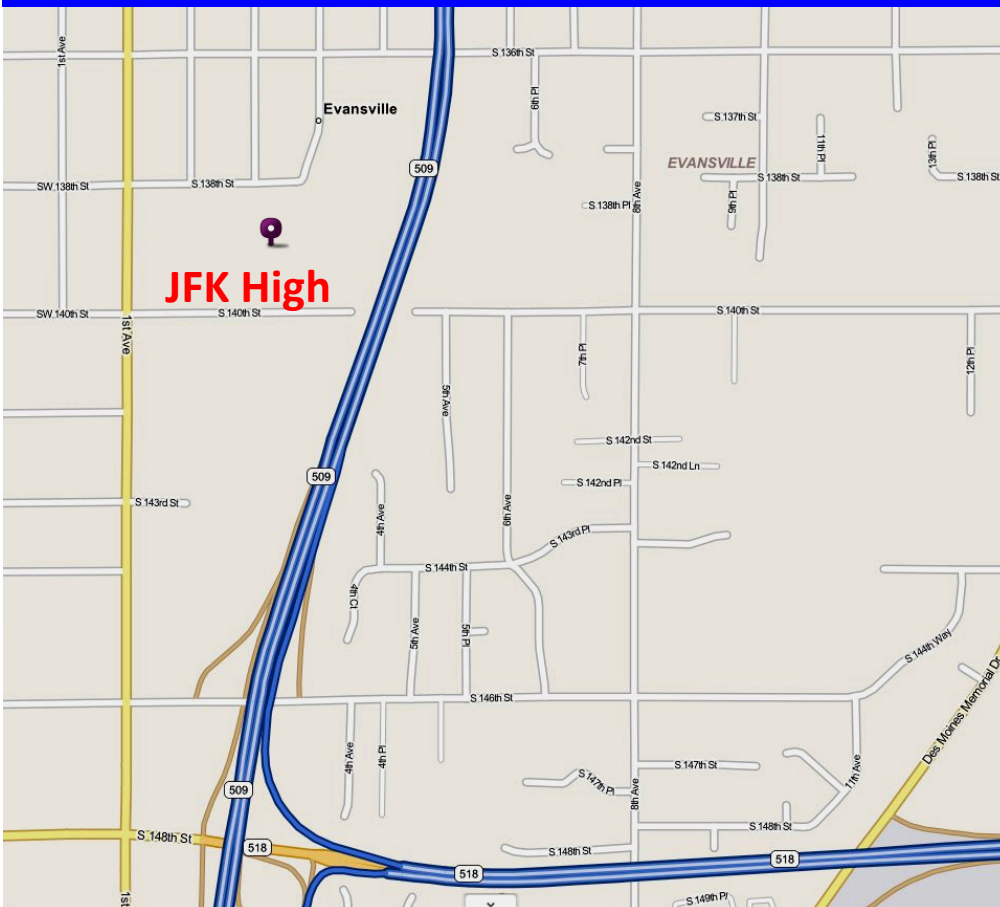 1st Ave
S 136th St
6th Pl
Evansville
509
S 137th St
11th Pl
13th Pl
EVANSVILLE
SW 138th St
S 138th St
8th Ave
S 138th St
S 138th St
9th Pl
S 138th Pl
JFK High
SW 140th St
S 140th St
S 140th St
1st Ave
7th Pl
12th Pl
5th Ave
S 142nd St
S 142nd Ln
509
S 142nd Pl
S 143rd St
4th Ave
6th Ave
S 143rd Pl
S 144th St
4th Ct
5th Ave
5th Pl
S 144th Way
S 146th St
Des Moines Memorial Dr
4th Ave
4th Pl
S 147th St
11th Ave
509
S 147th Pl
8th Ave
S 148th St
S 148th St
518
S 148th St
518
518
1st
S 149th Pl